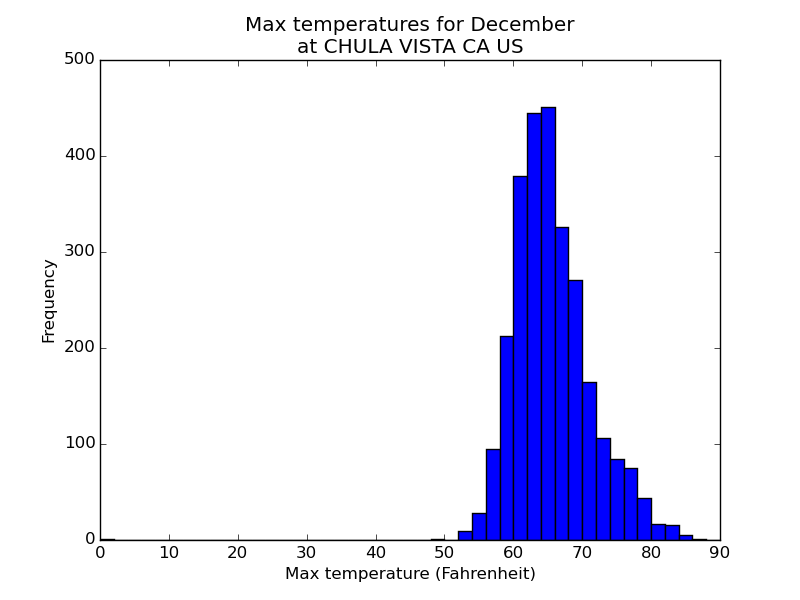 Max temperatures for December
at CHULA VISTA CA US
500
400
300
200
100
0
Frequency
0 10 20 30 40 50 60 70 80 90
Max temperature (Fahrenheit)